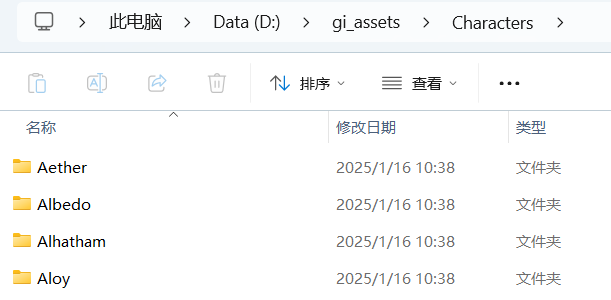 此电脑 Data (D:) gi_assets Characters
排序 查看
名称 修改日期 类型
Aether 2025/1/16 10:38 文件夹
Albedo 2025/1/16 10:38 文件夹
Alhatham 2025/1/16 10:38 文件夹
Aloy 2025/1/16 10:38 文件夹